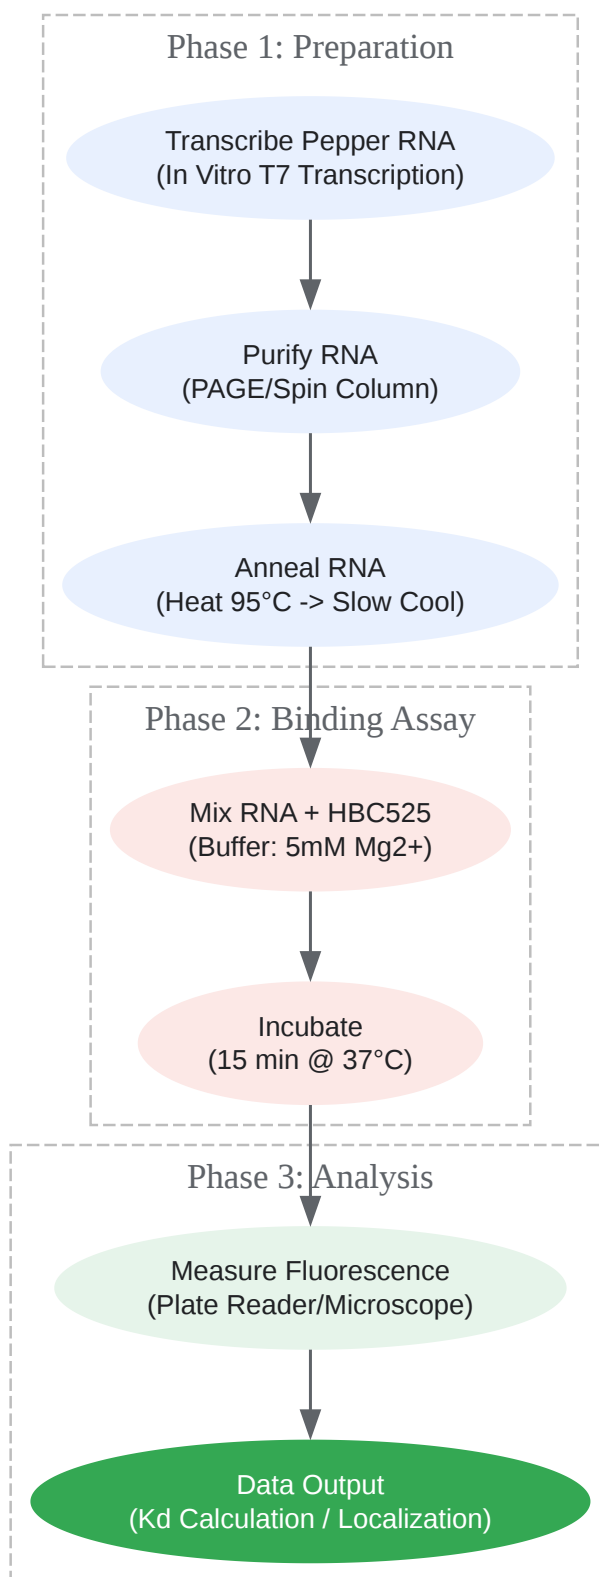 Phase 1: Preparation
Transcribe Pepper RNA
(In Vitro T7 Transcription)
Purify RNA
(PAGE/Spin Column)
Anneal RNA
(Heat 95°C -> Slow Cool)
Phase 2: Binding Assay
Mix RNA + HBC525
(Buffer: 5mM Mg2+)
Incubate
(15 min @ 37°C)
Phase 3: Analysis
Measure Fluorescence
(Plate Reader/Microscope)
Data Output
(Kd Calculation / Localization)